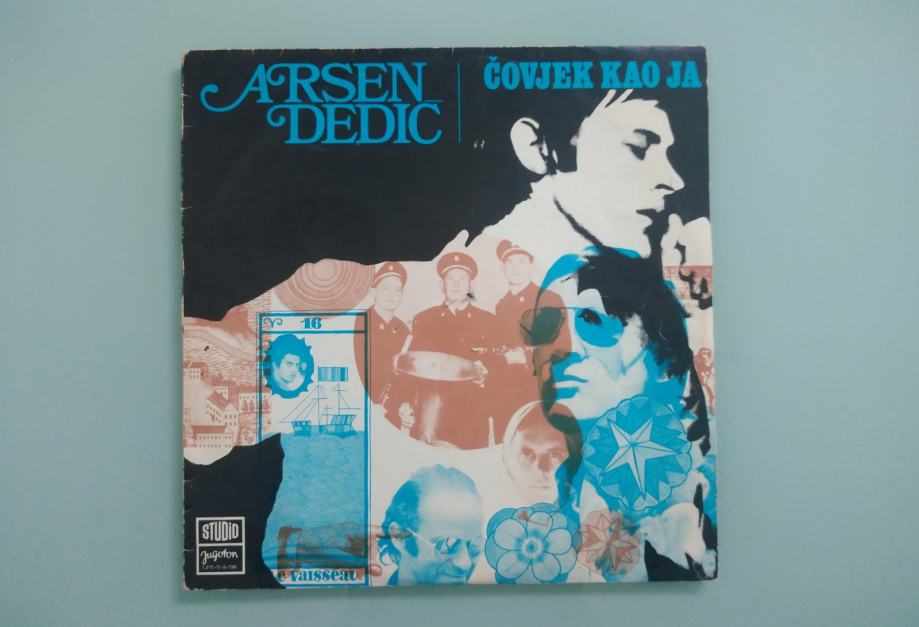 ARSEN
DEDIĆ
ČOVJEK KAO JA
16
STUDIO
jugoton
e vaisseau